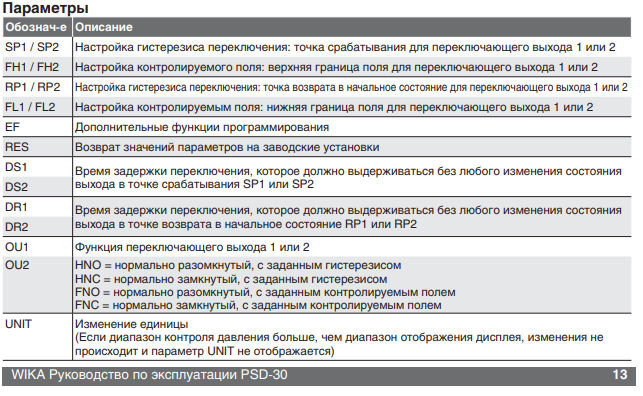 Параметры
Обознач-е Описание
SP1 / SP2 Настройка гистерезиса переключения: точка срабатывания для переключающего выхода 1 или 2
FH1 / FH2 Настройка контролируемого поля: верхняя граница поля для переключающего выхода 1 или 2
RP1 / RP2 Настройка гистерезиса переключения: точка возврата в начальное состояние для переключающего выхода 1 или 2
FL1 / FL2 Настройка контролируемым поля: нижняя граница поля для переключающего выхода 1 или 2
EF Дополнительные функции программирования
RES Возврат значений параметров на заводские установки
DS1 Время задержки переключения, которое должно выдерживаться без любого изменения состояния
DS2 выхода в точке срабатывания SP1 или SP2
DR1 Время задержки переключения, которое должно выдерживаться без любого изменения состояния
DR2 выхода в точке возврата в начальное состояние RP1 или RP2
OU1 Функция переключающего выхода 1 или 2
OU2 HNO = нормально разомкнутый, с заданным гистерезисом
HNC = нормально замкнутый, с заданным гистерезисом
FNO = нормально разомкнутый, с заданным контролируемым полем
FNC = нормально замкнутый, с заданным контролируемым полем
UNIT Изменение единицы
(Если диапазон контроля давления больше, чем диапазон отображения дисплея, изменения не
происходит и параметр UNIT не отображается)
WIKA Руководство по эксплуатации PSD-30 13